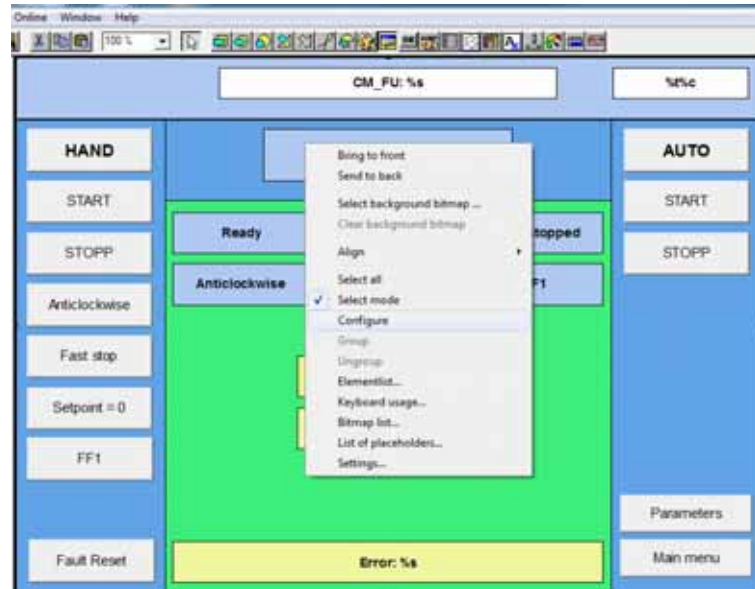 Online Window Help
100 %
CM_FU: %s
%t%c
HAND
START
STOPP
Anticlockwise
Fast stop
Setpoint = 0
FF1
Fault Reset
Ready
topped
Anticlockwise
F1
Bring to front
Send to back
Select background bitmap ...
Clear background bitmap
Align
Select all
Select mode
Configure
Group
Ungroup
Elementlist...
Keyboard usage...
Bitmap list...
List of placeholders...
Settings...
Error: %s
AUTO
START
STOPP
Parameters
Main menu